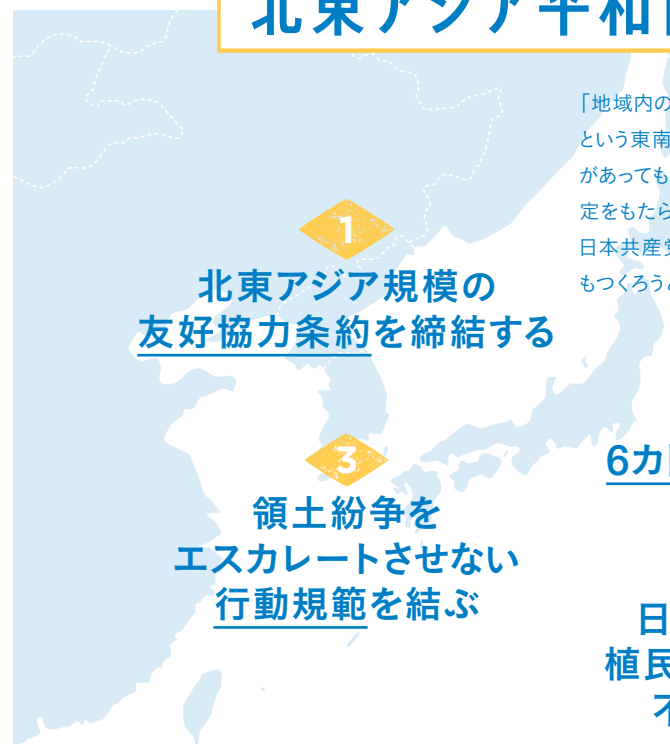 北東アジア平和
「地域内の
という東南
があっても
定をもたら
日本共産党
もつくろう
1
北東アジア規模の
友好協力条約を締結する
3
領土紛争を
エスカレートさせない
行動規範を結ぶ
6カ
日
植民
不